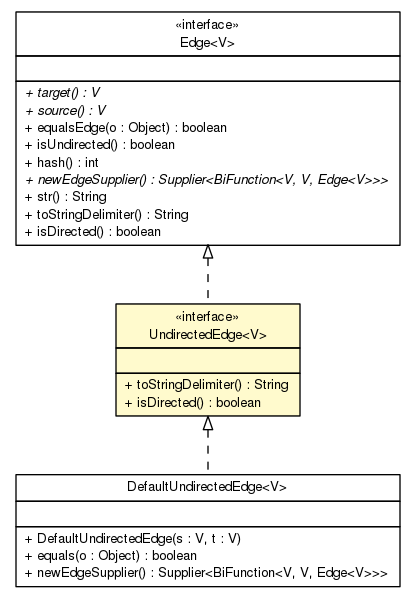 «interface»
Edge<V>
+ target() : V
+ source() : V
+ equalsEdge(o : Object) : boolean
+ isUndirected() : boolean
+ hash() : int
+ newEdgeSupplier() : Supplier<BiFunction<V, V, Edge<V>>>
+ str() : String
+ toStringDelimiter() : String
+ isDirected() : boolean
«interface»
UndirectedEdge<V>
+ toStringDelimiter() : String
+ isDirected() : boolean
DefaultUndirectedEdge<V>
+ DefaultUndirectedEdge(s : V, t : V)
+ equals(o : Object) : boolean
+ newEdgeSupplier() : Supplier<BiFunction<V, V, Edge<V>>>